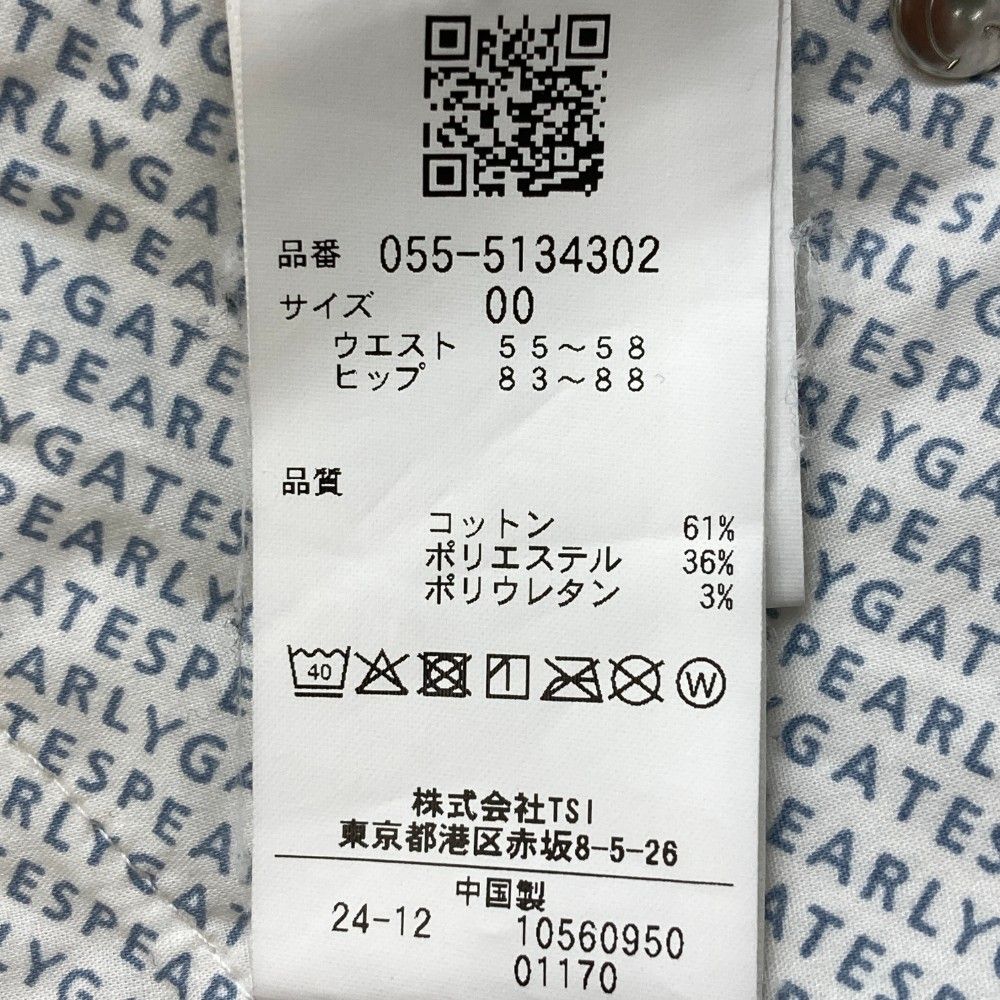 品番 055-5134302
サイズ 00
ウエスト 55～58
ヒップ 83～88
品質
コットン 61%
ポリエステル 36%
ポリウレタン 3%
40
W
株式会社TSI
東京都港区赤坂8-5-26
中国製
24-12 10560950
01170
PEARLYGATES